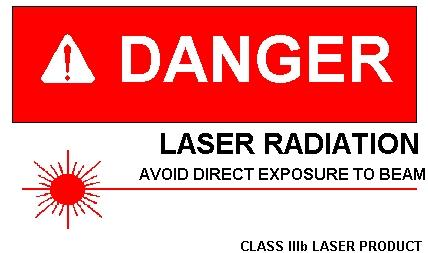 DANGER
LASER RADIATION
AVOID DIRECT EXPOSURE TO BEAM
CLASS IIIb LASER PRODUCT